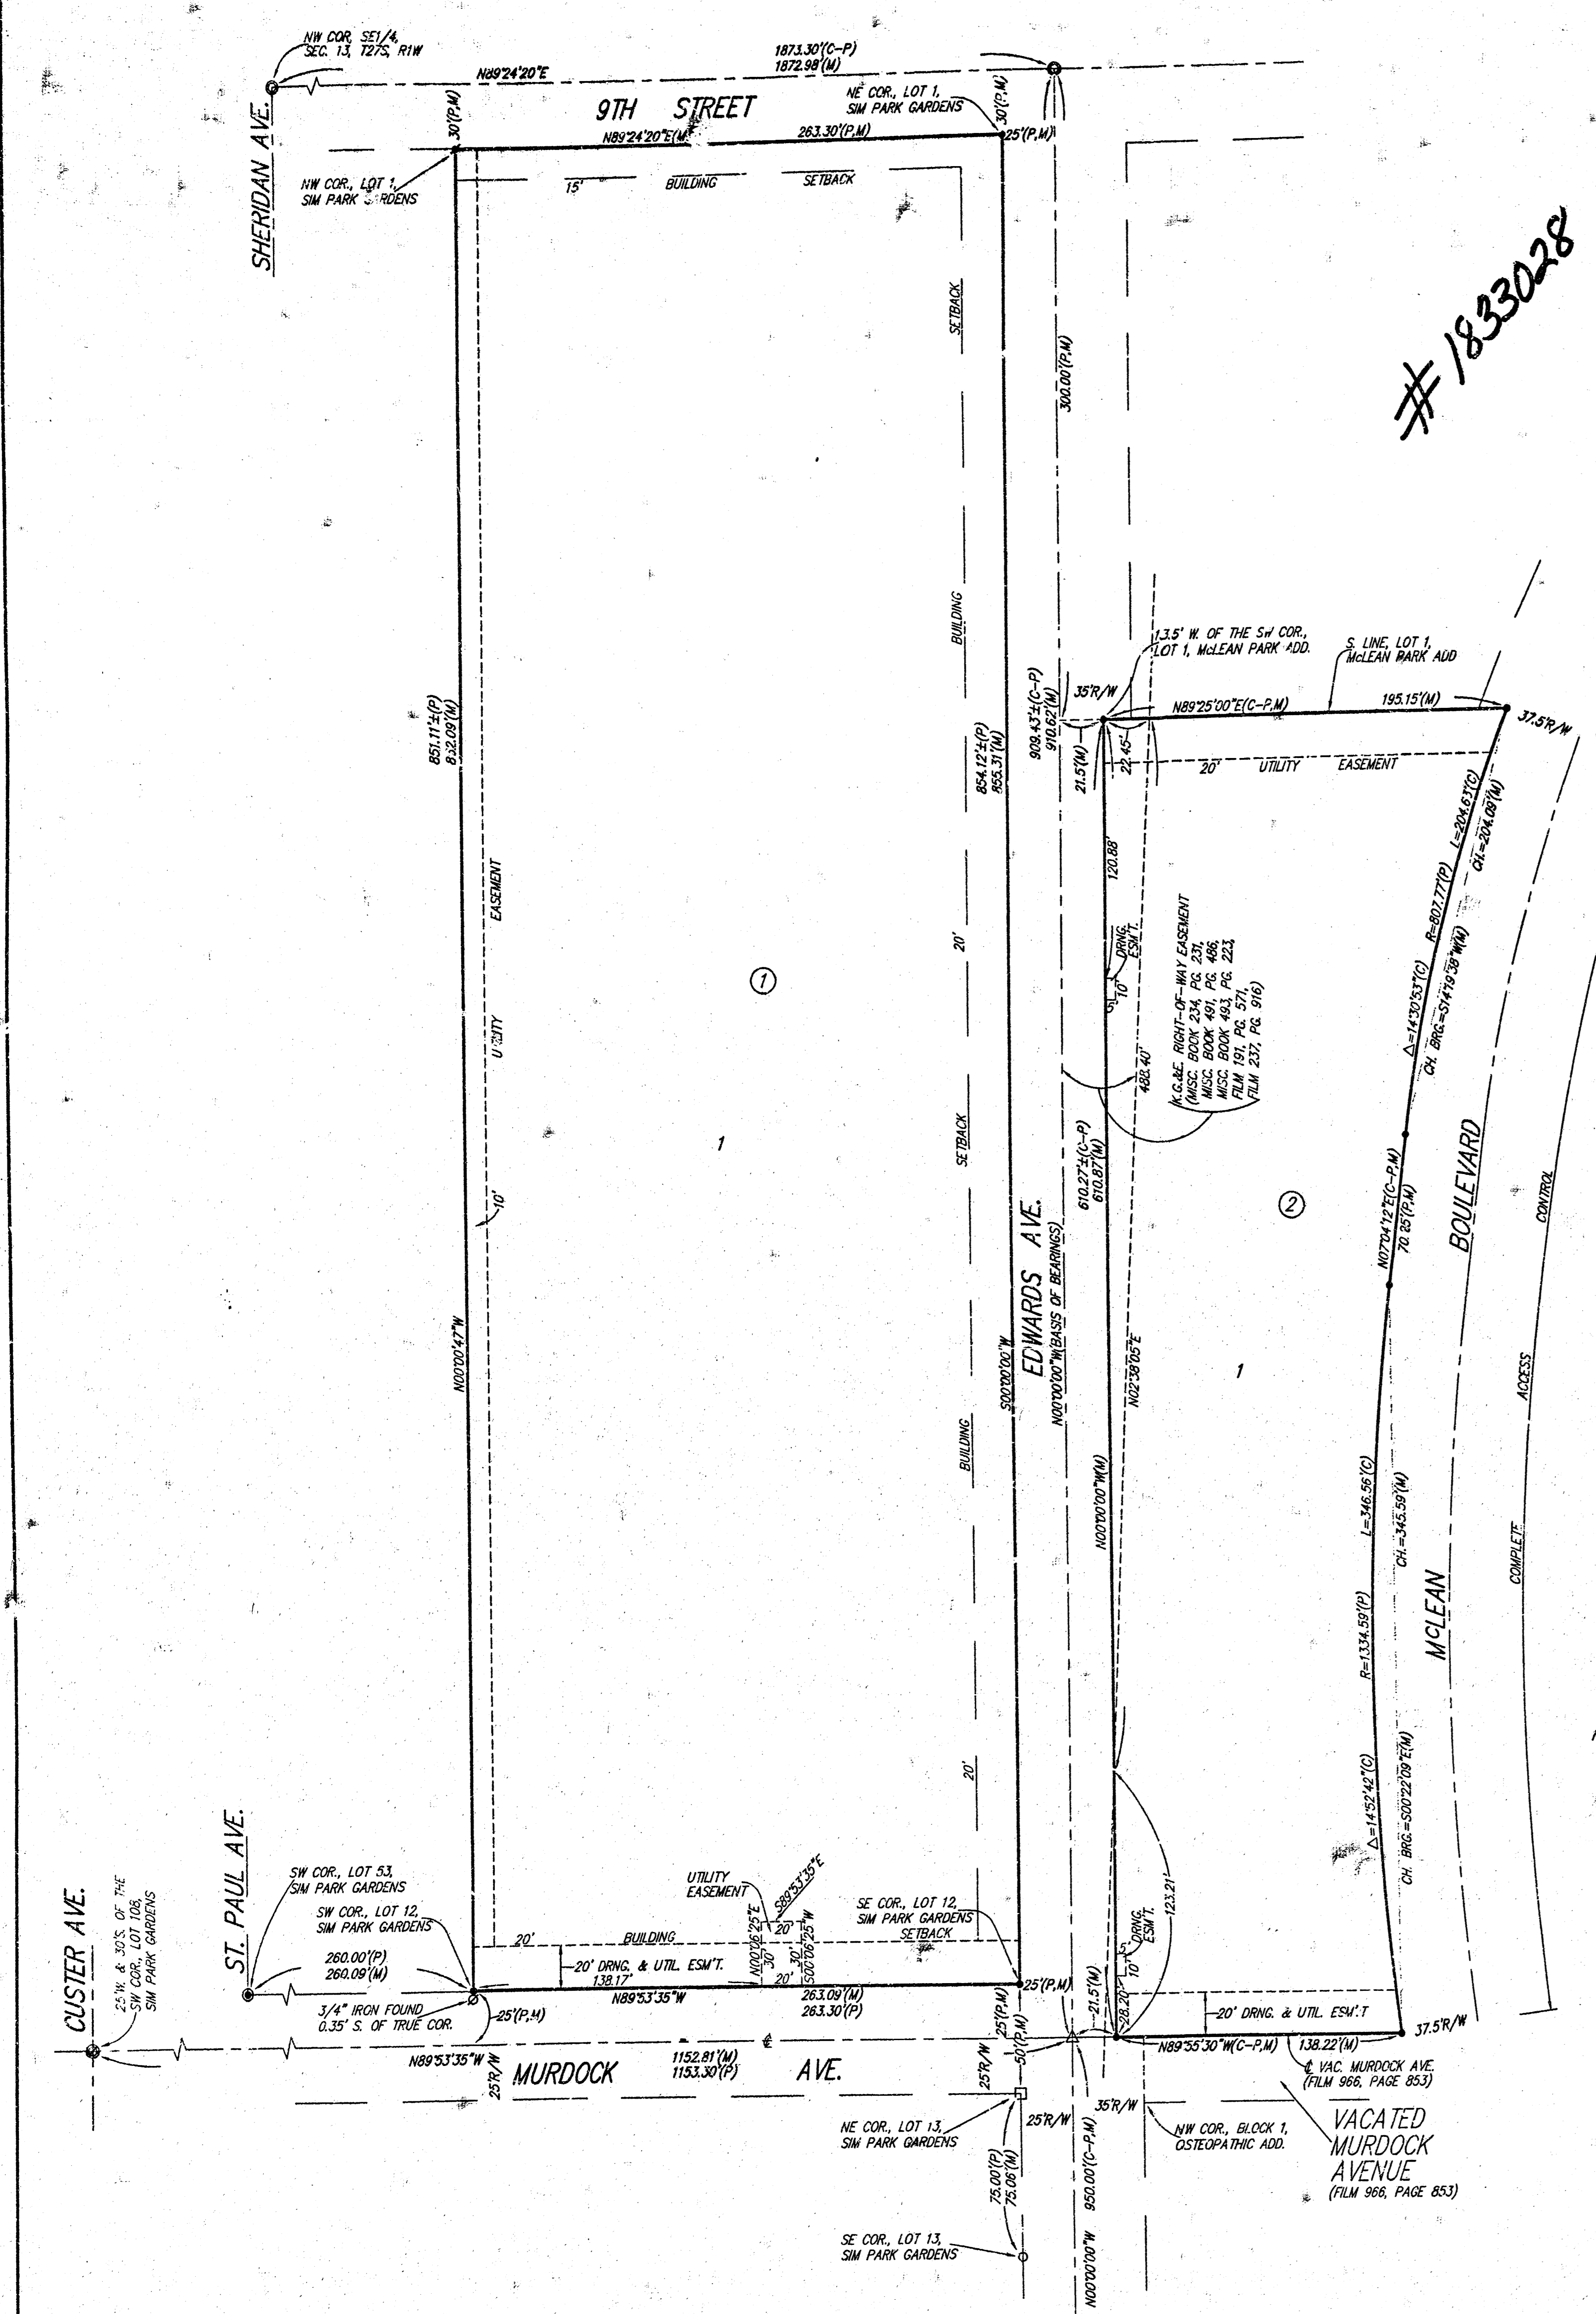 NW COR, SE1/4,
SEC. 13, T27S, R1W
N89°24'20"E
1873.30'(C-P)
1872.98'(M)
SHERIDAN AVE.
30'(P,M)
9TH STREET
NE COR., LOT 1,
SIM PARK GARDENS
30'(P,M)
N89°24'20"E(M)
263.30'(P,M)
25'(P,M)
NW COR., LOT 1,
SIM PARK GARDENS
15' BUILDING SETBACK
# 1833028
SETBACK
300.00'(P,M)
BUILDING
13.5' W. OF THE SW COR.,
LOT 1, McLEAN PARK ADD.
S. LINE, LOT 1,
McLEAN PARK ADD
35'R/W
N89°25'00"E(C-P,M)
195.15'(M)
37.5'R/W
851.11'±(P)
852.09'(M)
854.12'±(P)
855.31'(M)
909.43'±(C-P)
910.62'(M)
21.5'(M)
22.45'
20' UTILITY EASEMENT
L=204.63'(C)
CH.=204.09'(M)
R=807.77'(P)
Δ=14°30'53"(C)
CH. BRG.=S14°19'38"W(M)
120.88'
UTILITY EASEMENT
20'
DRNG.
ESM'T.
10'
5'
①
K.G.&E. RIGHT-OF-WAY EASEMENT
(MISC. BOOK 234, PG. 231,
MISC. BOOK 491, PG. 486,
MISC. BOOK 493, PG. 223,
FILM 191, PG. 571,
FILM 237, PG. 916)
488.40'
SETBACK
1
610.27'±(C-P)
610.87'(M)
10'
②
N07°04'12"E(C-P,M)
70.25'(P,M)
BOULEVARD
CONTROL
EDWARDS AVE.
N00°00'00"W(BASIS OF BEARINGS)
N00°00'47"W
S00°00'00"W
N02°38'05"E
1
ACCESS
BUILDING
N00°00'00"W(M)
L=346.56'(C)
CH.=345.59'(M)
COMPLETE
R=1334.59'(P)
McLEAN
20'
Δ=14°52'42"(C)
CH. BRG.=S00°22'09"E(M)
CUSTER AVE.
25'W. & 30'S. OF THE
SW COR., LOT 108,
SIM PARK GARDENS
ST. PAUL AVE.
SW COR., LOT 53,
SIM PARK GARDENS
SW COR., LOT 12,
SIM PARK GARDENS
260.00'(P)
260.09'(M)
3/4" IRON FOUND
0.35' S. OF TRUE COR.
25'(P,M)
UTILITY
EASEMENT
S89°53'35"E
N00°06'25"E
30'
20'
30'
S00°06'25"W
20'
20' BUILDING SETBACK
20' DRNG. & UTIL. ESM'T.
138.17'
SE COR., LOT 12,
SIM PARK GARDENS
N89°53'35"W
263.09'(M)
263.30'(P)
25'(P,M)
123.21'
DRNG.
ESM'T.
5'
10'
21.5'(M)
28.20'
20' DRNG. & UTIL. ESM'T
37.5'R/W
N89°53'35"W
25'R/W
1152.81'(M)
1153.30'(P)
MURDOCK AVE.
25'(P,M)
50'(P,M)
25'R/W
N89°55'30"W(C-P,M)
138.22'(M)
℄ VAC. MURDOCK AVE.
(FILM 966, PAGE 853)
NE COR., LOT 13,
SIM PARK GARDENS
25'R/W
35'R/W
NW COR., BLOCK 1,
OSTEOPATHIC ADD.
VACATED
MURDOCK
AVENUE
(FILM 966, PAGE 853)
75.00'(P)
75.06'(M)
N00°00'00"W 950.00'(C-P,M)
SE COR., LOT 13,
SIM PARK GARDENS